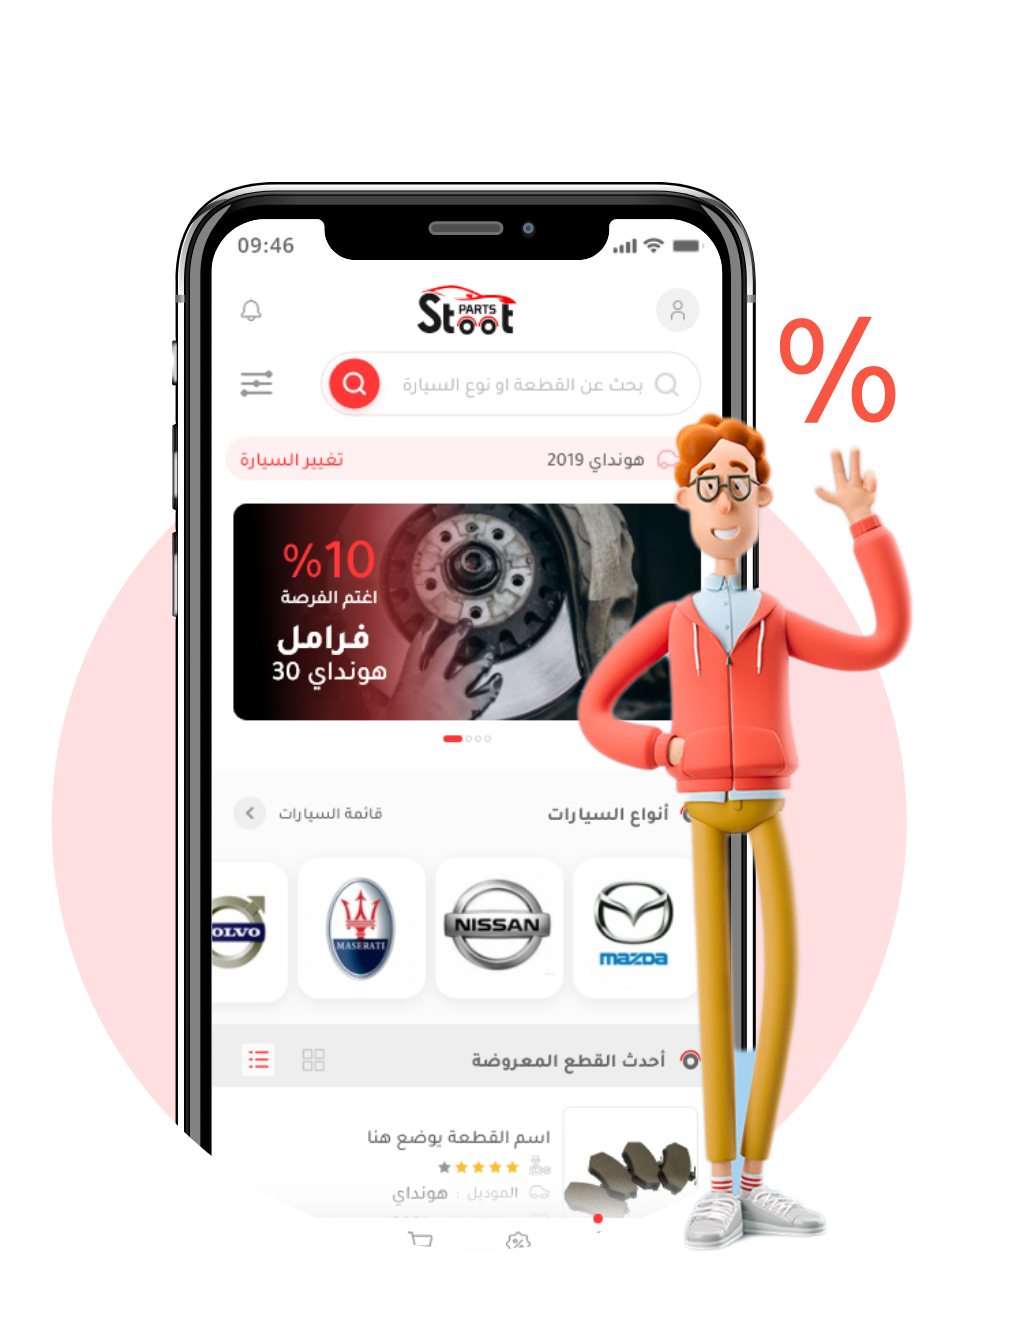 09:46
Stoot PARTS
%
بحث عن القطعة او نوع السيارة
هونداي 2019
تغيير السيارة
%10
اغتم الفرصة
فرامل
هونداي 30
أنواع السيارات
قائمة السيارات
mazda
NISSAN
MASERATI
OLVO
أحدث القطع المعروضة
اسم القطعة يوضع هنا
الموديل : هونداي